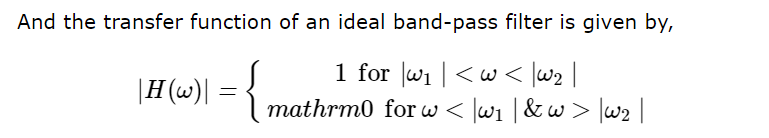 And the transfer function of an ideal band-pass filter is given by,
|H(ω)| = { 1 for |ω₁ | < ω < |ω₂ |
mathrm0 for ω < |ω₁ | & ω > |ω₂ |